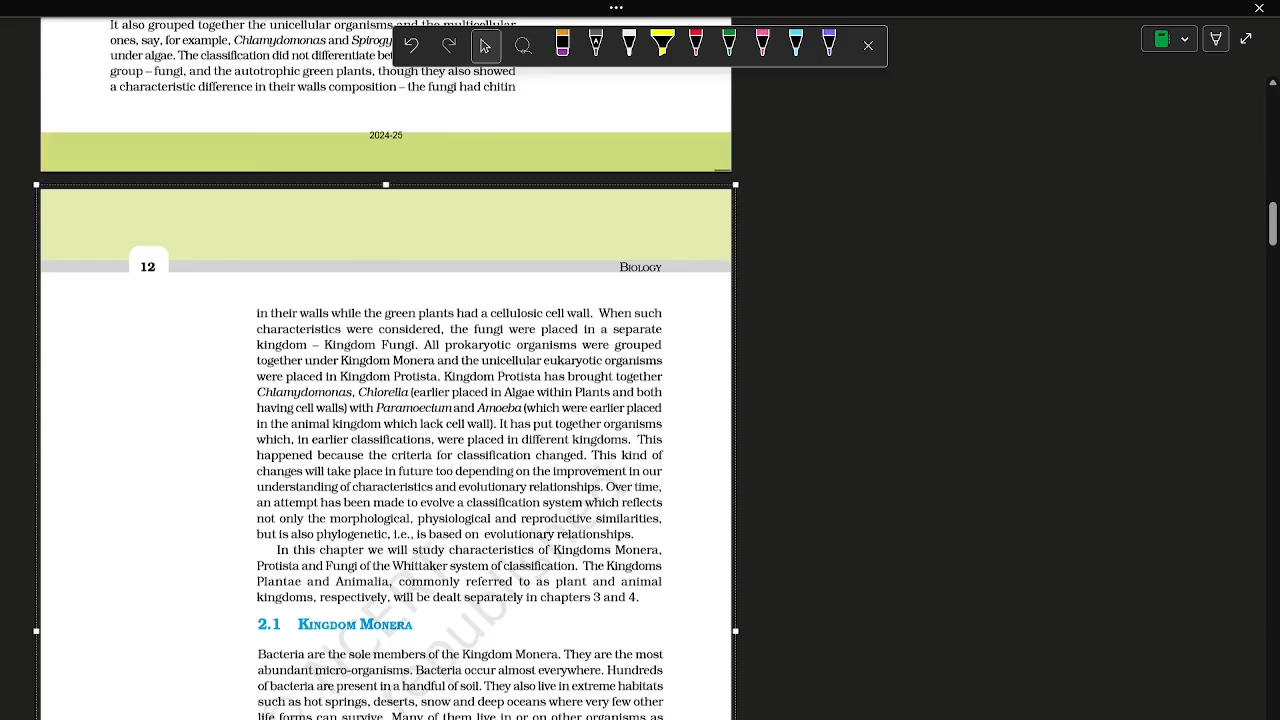 It also grouped together the unicellular organisms and the multicellular
ones, say, for example, Chlamydomonas and Spirogy
under algae. The classification did not differentiate bet
group – fungi, and the autotrophic green plants, though they also showed
a characteristic difference in their walls composition – the fungi had chitin
2024-25
12
BIOLOGY
in their walls while the green plants had a cellulosic cell wall. When such
characteristics were considered, the fungi were placed in a separate
kingdom – Kingdom Fungi. All prokaryotic organisms were grouped
together under Kingdom Monera and the unicellular eukaryotic organisms
were placed in Kingdom Protista. Kingdom Protista has brought together
Chlamydomonas, Chlorella (earlier placed in Algae within Plants and both
having cell walls) with Paramoecium and Amoeba (which were earlier placed
in the animal kingdom which lack cell wall). It has put together organisms
which, in earlier classifications, were placed in different kingdoms. This
happened because the criteria for classification changed. This kind of
changes will take place in future too depending on the improvement in our
understanding of characteristics and evolutionary relationships. Over time,
an attempt has been made to evolve a classification system which reflects
not only the morphological, physiological and reproductive similarities,
but is also phylogenetic, i.e., is based on evolutionary relationships.
In this chapter we will study characteristics of Kingdoms Monera,
Protista and Fungi of the Whittaker system of classification. The Kingdoms
Plantae and Animalia, commonly referred to as plant and animal
kingdoms, respectively, will be dealt separately in chapters 3 and 4.
2.1 KINGDOM MONERA
Bacteria are the sole members of the Kingdom Monera. They are the most
abundant micro-organisms. Bacteria occur almost everywhere. Hundreds
of bacteria are present in a handful of soil. They also live in extreme habitats
such as hot springs, deserts, snow and deep oceans where very few other
life forms can survive. Many of them live in or on other organisms as